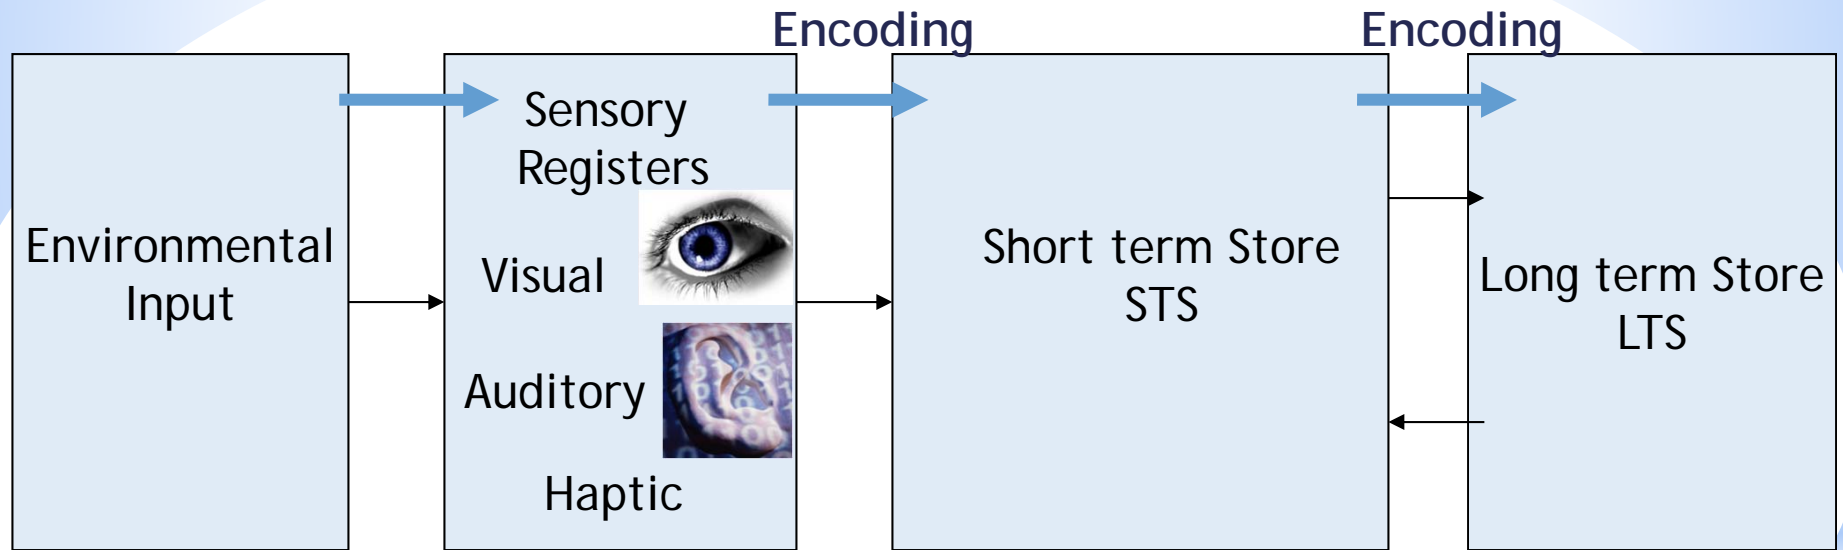 Encoding
Encoding
Environmental
Input
Sensory
Registers
Visual
Auditory
Haptic
Short term Store
STS
Long term Store
LTS